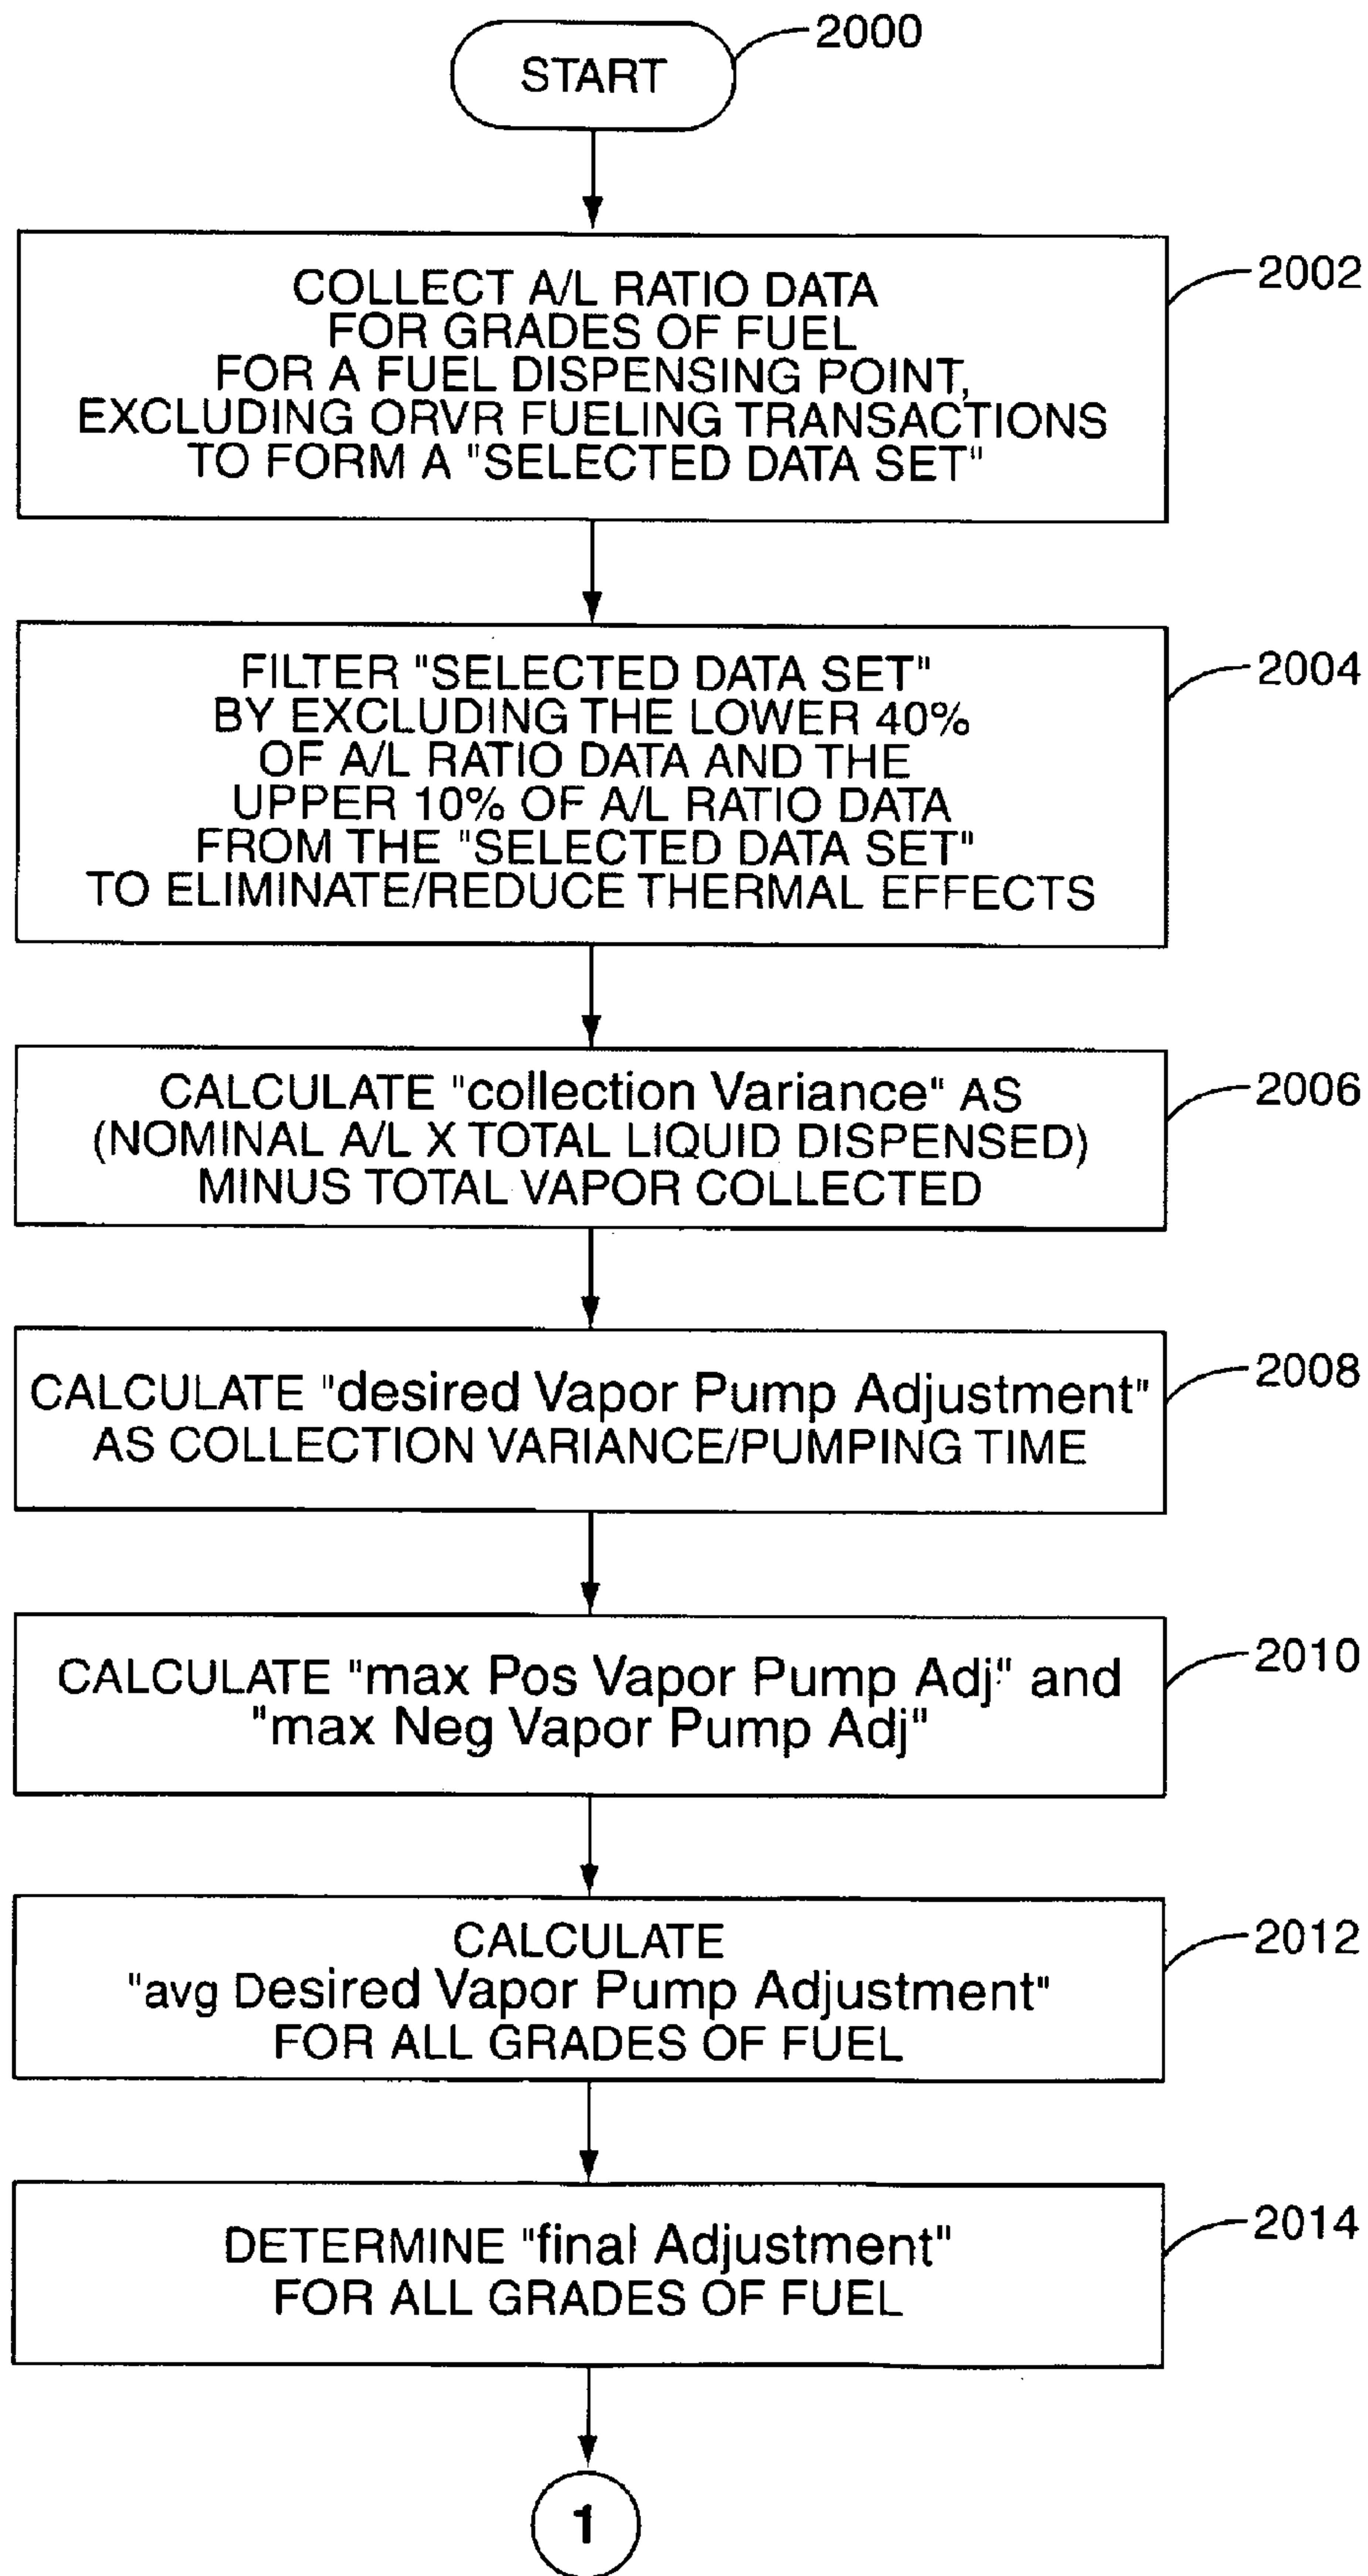 START
2000
COLLECT A/L RATIO DATA
FOR GRADES OF FUEL
FOR A FUEL DISPENSING POINT,
EXCLUDING ORVR FUELING TRANSACTIONS
TO FORM A "SELECTED DATA SET"
2002
FILTER "SELECTED DATA SET"
BY EXCLUDING THE LOWER 40%
OF A/L RATIO DATA AND THE
UPPER 10% OF A/L RATIO DATA
FROM THE "SELECTED DATA SET"
TO ELIMINATE/REDUCE THERMAL EFFECTS
2004
CALCULATE "collection Variance" AS
(NOMINAL A/L X TOTAL LIQUID DISPENSED)
MINUS TOTAL VAPOR COLLECTED
2006
CALCULATE "desired Vapor Pump Adjustment"
AS COLLECTION VARIANCE/PUMPING TIME
2008
CALCULATE "max Pos Vapor Pump Adj" and
"max Neg Vapor Pump Adj"
2010
CALCULATE
"avg Desired Vapor Pump Adjustment"
FOR ALL GRADES OF FUEL
2012
DETERMINE "final Adjustment"
FOR ALL GRADES OF FUEL
2014
1